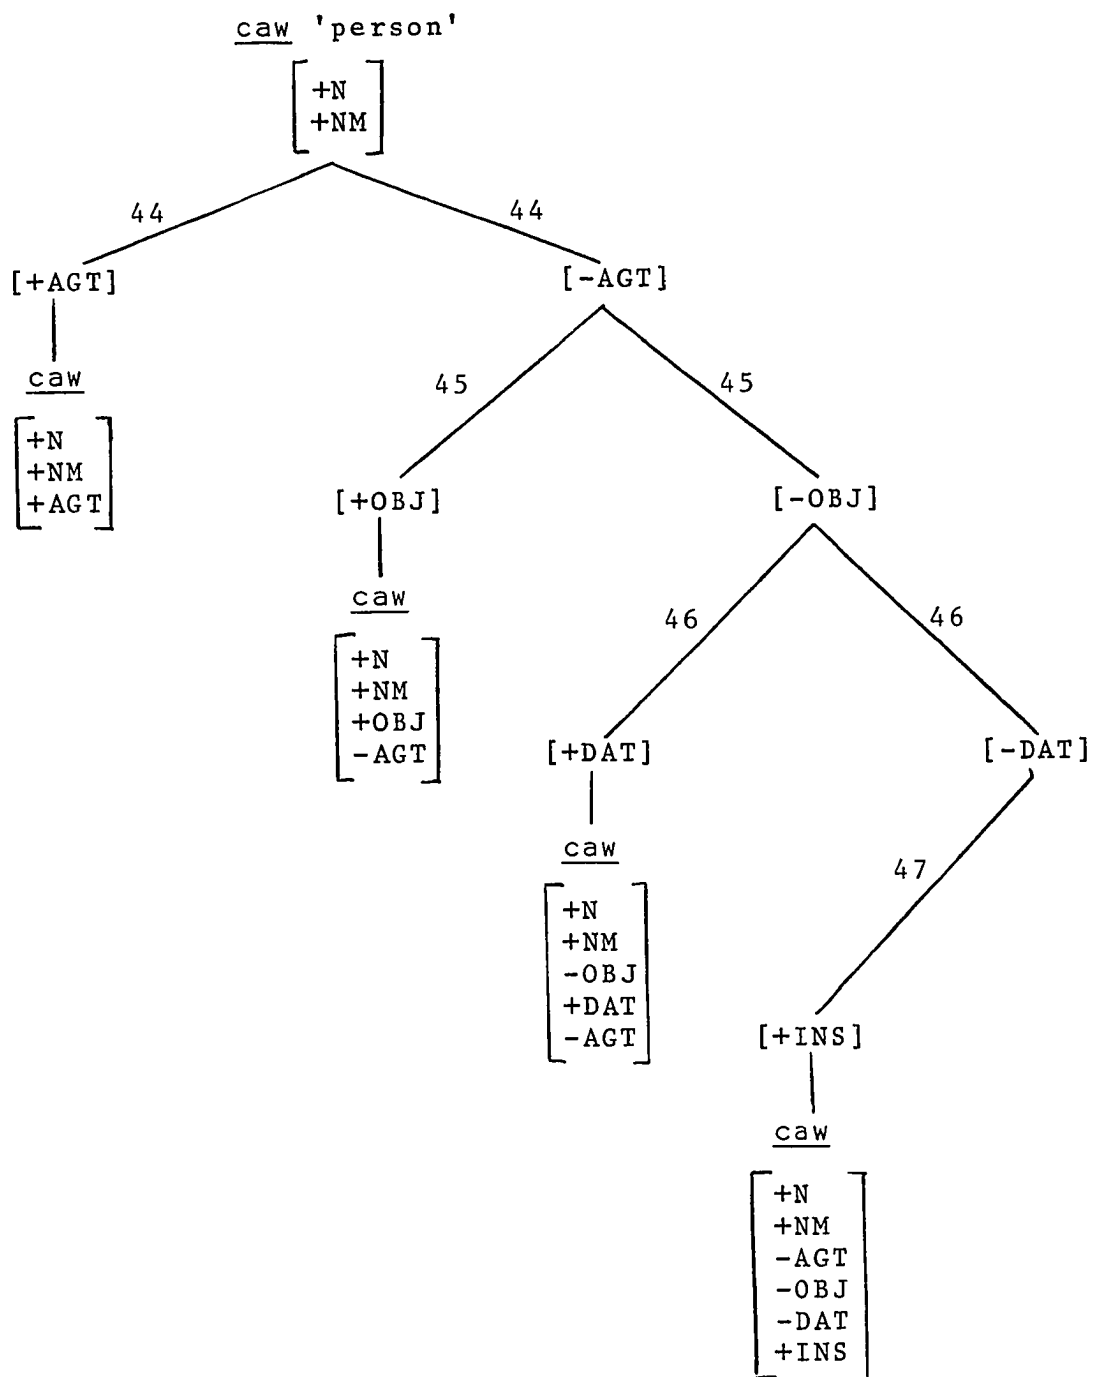 caw 'person'
+N
+NM
44 44
[+AGT] [-AGT]
caw
+N
+NM
+AGT
45 45
[+OBJ] [-OBJ]
caw
+N
+NM
+OBJ
-AGT
46 46
[+DAT] [-DAT]
caw
+N
+NM
-OBJ
+DAT
-AGT
47
[+INS]
caw
+N
+NM
-AGT
-OBJ
-DAT
+INS